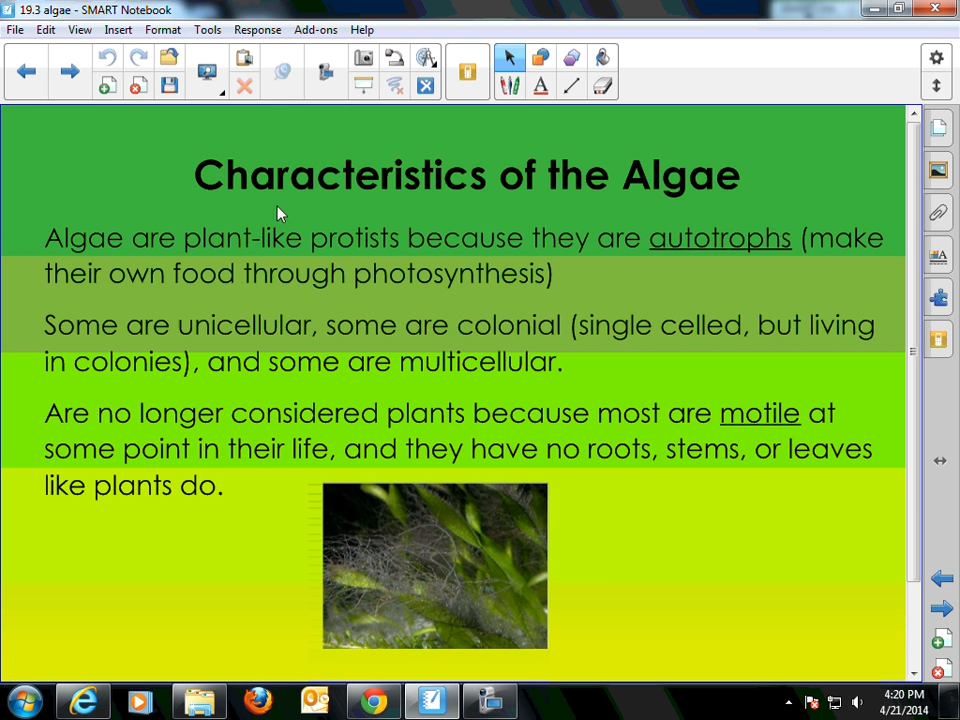 19.3 algae - SMART Notebook
File Edit View Insert Format Tools Response Add-ons Help
Characteristics of the Algae
Algae are plant-like protists because they are autotrophs (make
their own food through photosynthesis)
Some are unicellular, some are colonial (single celled, but living
in colonies), and some are multicellular.
Are no longer considered plants because most are motile at
some point in their life, and they have no roots, stems, or leaves
like plants do.
4:20 PM
4/21/2014